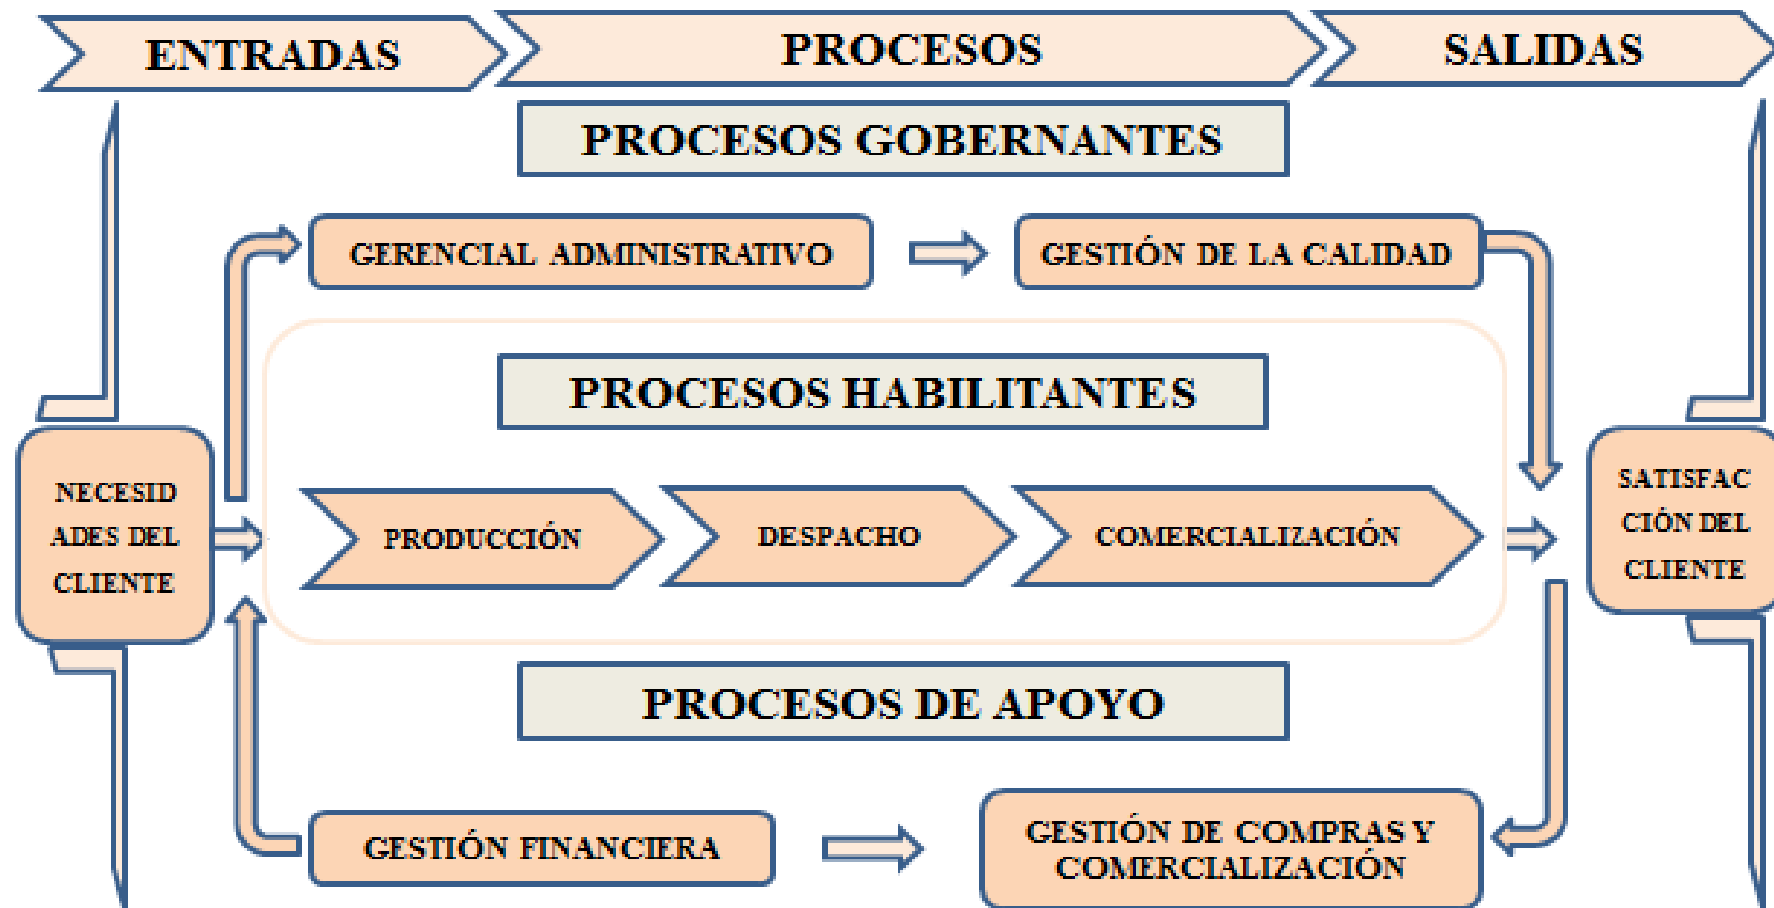 ENTRADAS
PROCESOS
SALIDAS
PROCESOS GOBERNANTES
GERENCIAL ADMINISTRATIVO
GESTIÓN DE LA CALIDAD
PROCESOS HABILITANTES
NECESID
ADES DEL
CLIENTE
PRODUCCIÓN
DESPACHO
COMERCIALIZACIÓN
SATISFAC
CIÓN DEL
CLIENTE
PROCESOS DE APOYO
GESTIÓN FINANCIERA
GESTIÓN DE COMPRAS Y
COMERCIALIZACIÓN